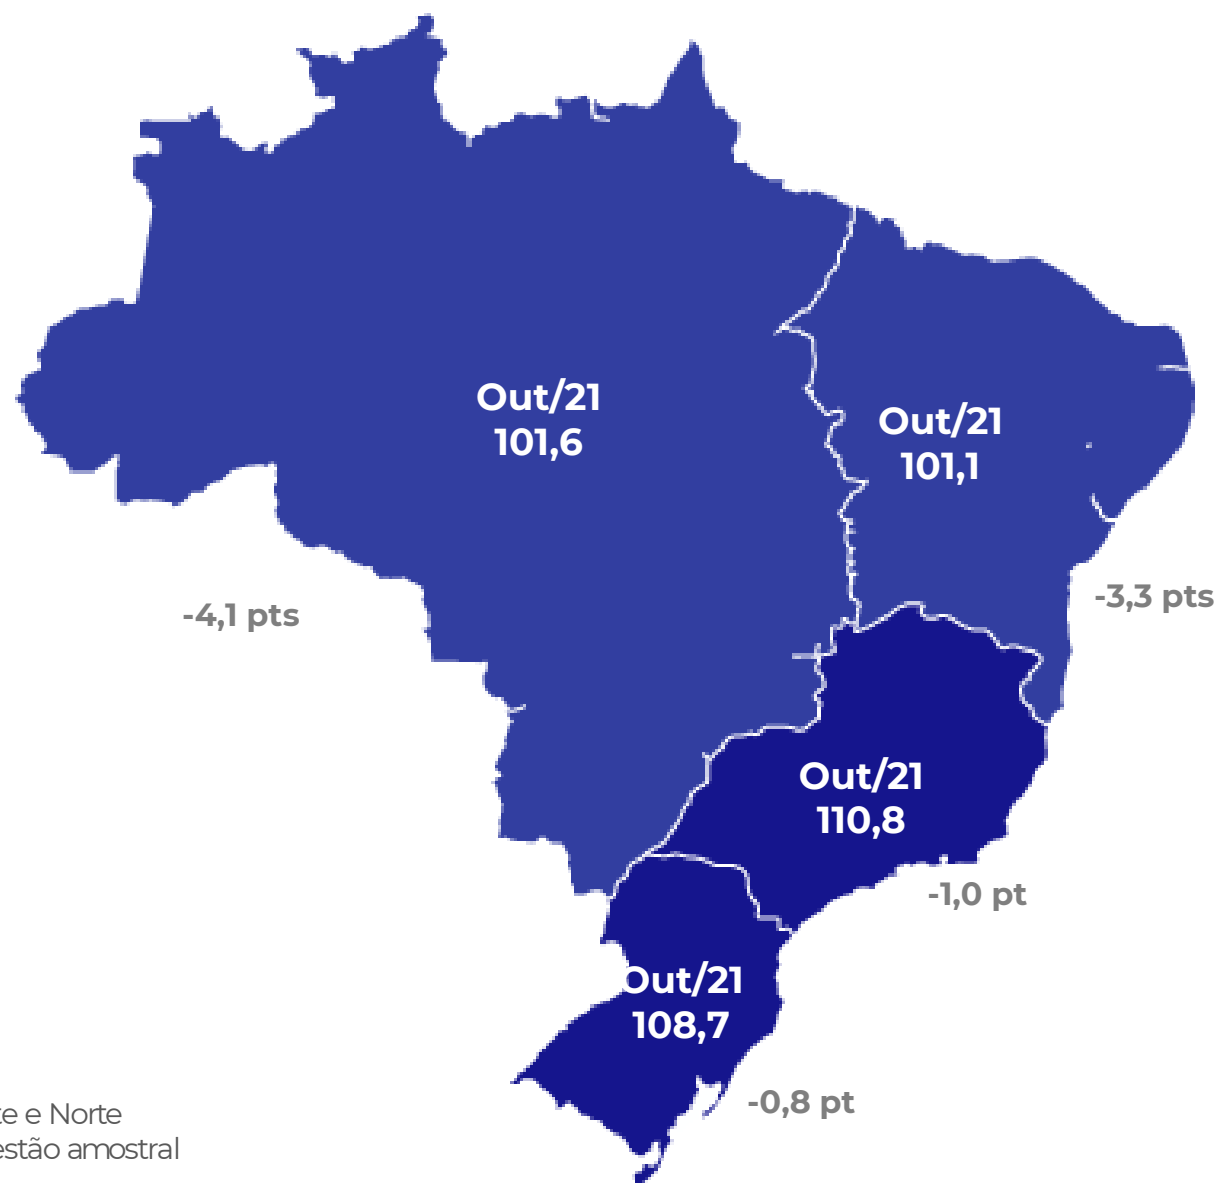 Out/21
101,6
Out/21
101,1
-4,1 pts
-3,3 pts
Out/21
110,8
-1,0 pt
Out/21
108,7
-0,8 pt
e Norte
amostral